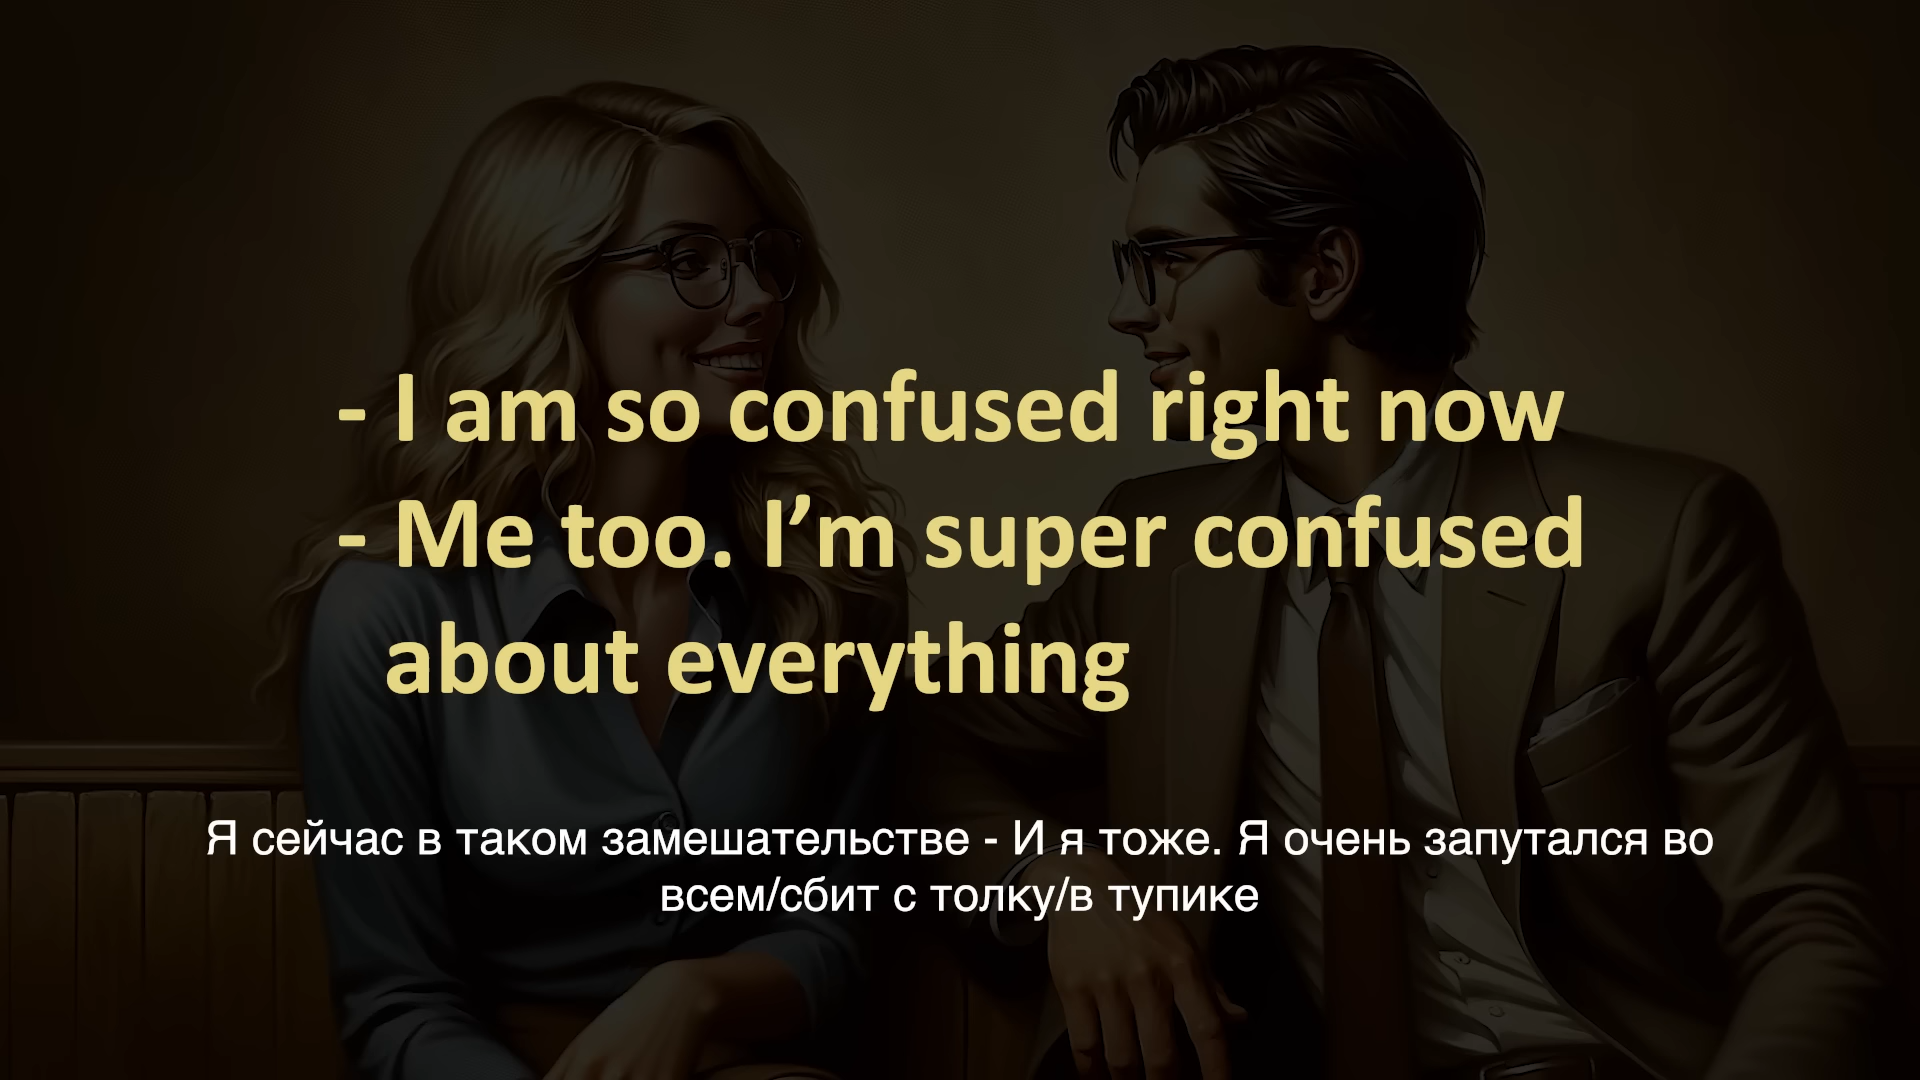 - I am so confused right now
- Me too. I’m super confused
about everything
Я сейчас в таком замешательстве - И я тоже. Я очень запутался во
всем/сбит с толку/в тупике